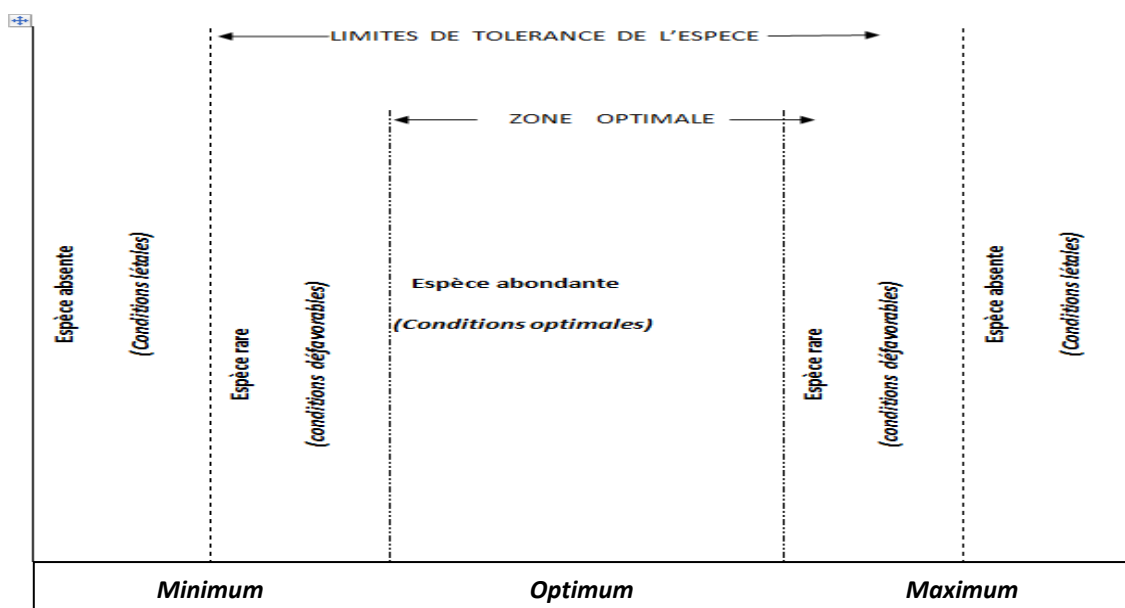 LIMITES DE TOLERANCE DE L'ESPECE
ZONE OPTIMALE
Espèce absente
(Conditions létales)
Espèce rare
(conditions défavorables)
Espèce abondante
(Conditions optimales)
Espèce rare
(conditions défavorables)
Espèce absente
(Conditions létales)
Minimum
Optimum
Maximum